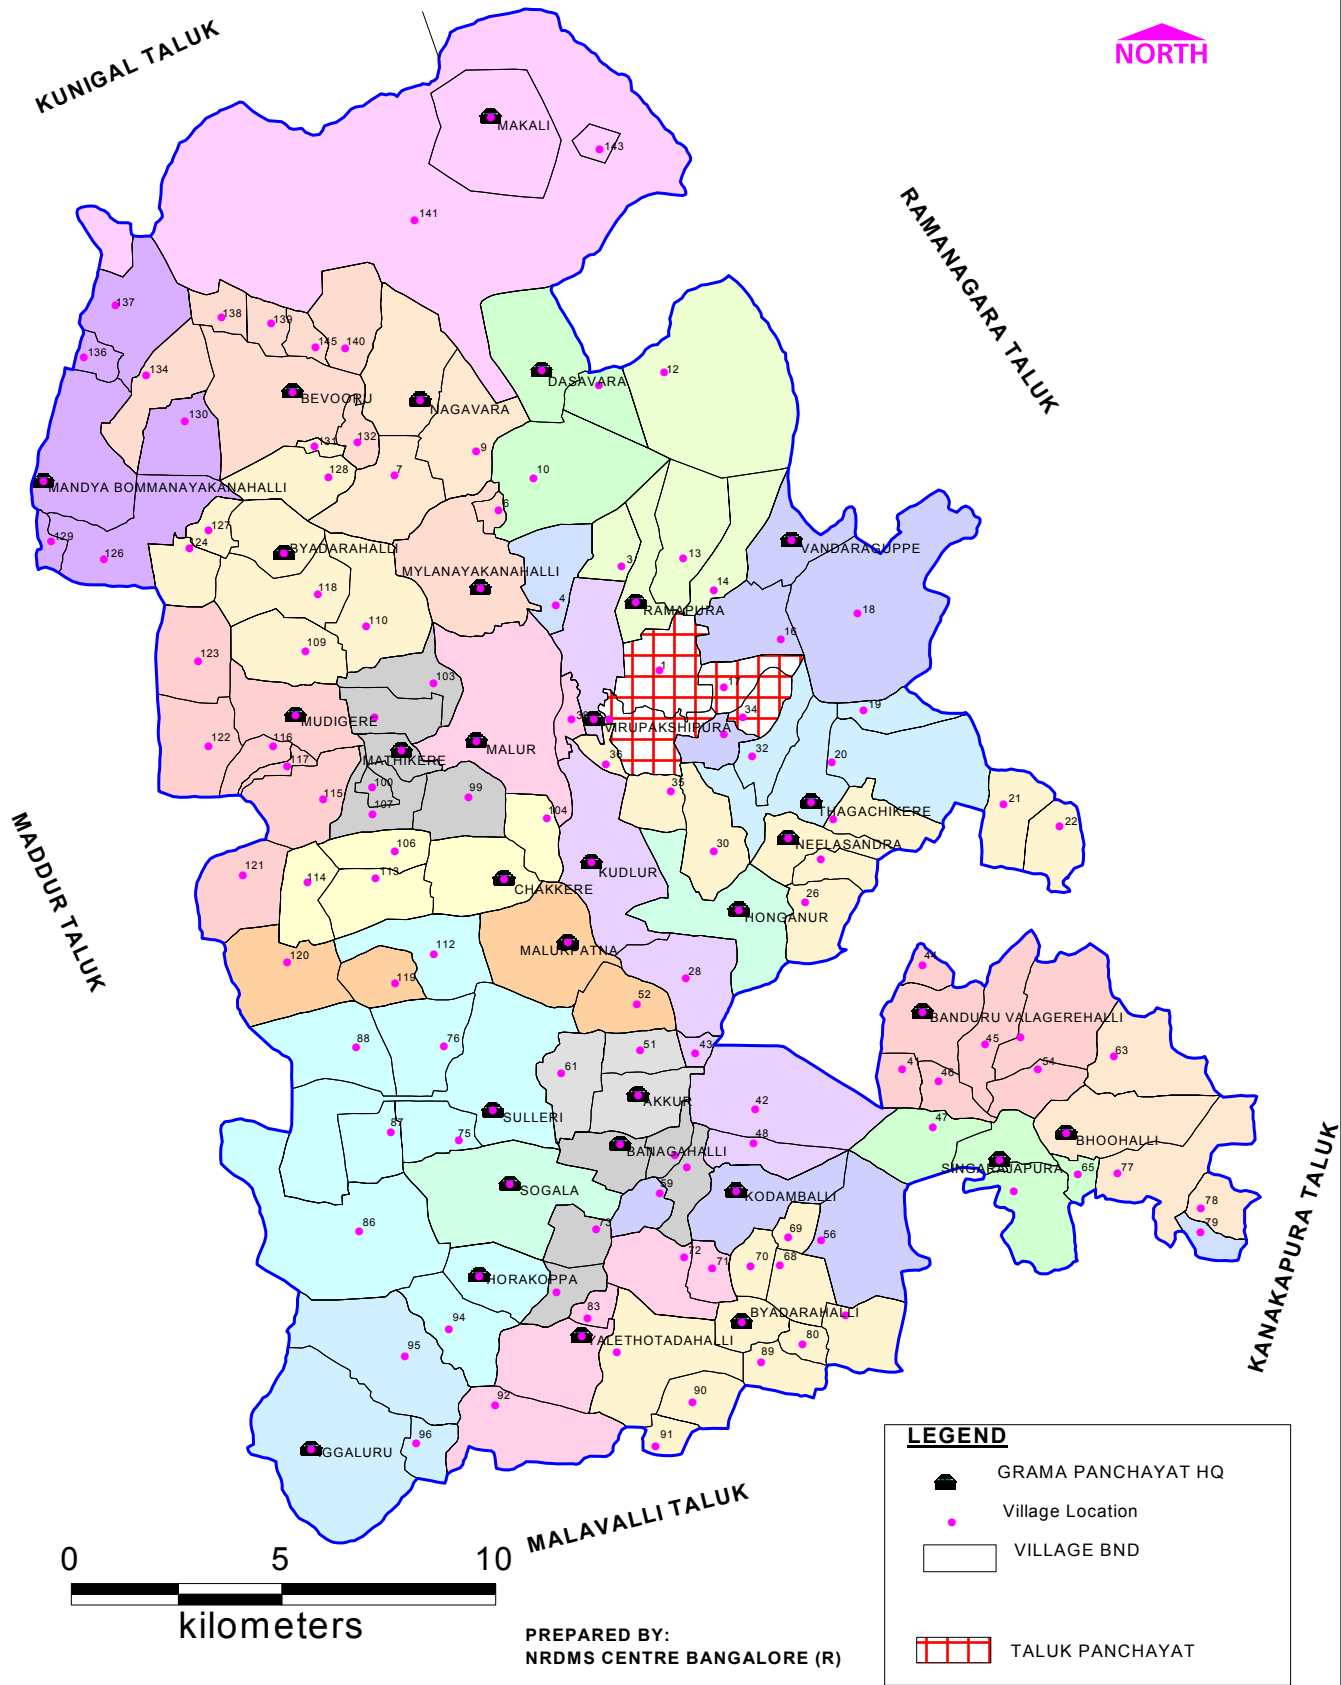 KUNIGAL TALUK
NORTH
MAKALI
143
141
RAMANAGARA TALUK
137
138
139
145
140
136
134
DASAVARA
12
BEVOORU
NAGAVARA
130
131
132
9
128
7
10
MANDYA BOMMANAYAKANAHALLI
6
127
129
124
126
BYADARAHALLI
VANDARAGUPPE
3
13
MYLANAYAKANAHALLI
14
118
4
RAMAPURA
18
110
16
109
123
1
103
17
19
34
MUDIGERE
VIRUPAKSHIPURA
122
116
MATHIKERE
MALUR
32
20
117
36
100
115
99
35
107
104
THAGACHIKERE
21
22
106
30
NEELASANDRA
121
114
113
CHAKKERE
KUDLUR
26
HONGANUR
MADDUR TALUK
112
MALURPATNA
120
119
28
44
52
BANDURU VALAGEREHALLI
88
76
51
43
45
63
61
41
46
54
AKKUR
42
SULLERI
47
87
75
48
BHOOHALLI
BANAGAHALLI
SINGARAJAPURA
65
77
SOGALA
59
KODAMBALLI
78
73
69
56
79
86
72
71
70
68
HORAKOPPA
KANAKAPURA TALUK
83
BYADARAHALLI
94
YALETHOTADAHALLI
80
95
89
92
90
96
91
GGALURU
LEGEND
GRAMA PANCHAYAT HQ
Village Location
VILLAGE BND
TALUK PANCHAYAT
MALAVALLI TALUK
0 5 10
kilometers
PREPARED BY:
NRDMS CENTRE BANGALORE (R)